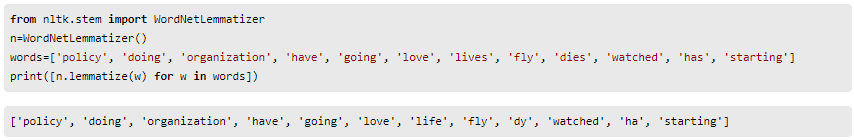 from nltk.stem import WordNetLemmatizer
n=WordNetLemmatizer()
words=['policy', 'doing', 'organization', 'have', 'going', 'love', 'lives', 'fly', 'dies', 'watched', 'has', 'starting']
print([n.lemmatize(w) for w in words])
['policy', 'doing', 'organization', 'have', 'going', 'love', 'life', 'fly', 'dy', 'watched', 'ha', 'starting']